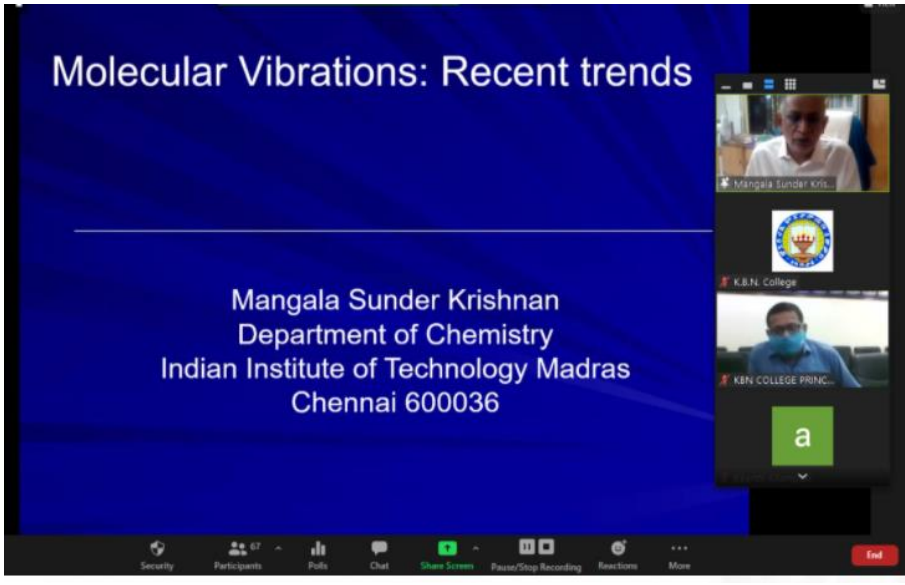 Molecular Vibrations: Recent trends
Mangala Sunder Krishnan
Department of Chemistry
Indian Institute of Technology Madras
Chennai 600036
Mangala Sunder Kris...
K.B.N. College
KBN COLLEGE PRINC...
a
Security
Participants
67
Polls
Chat
Share Screen
Pause/Stop Recording
Reactions
More
End